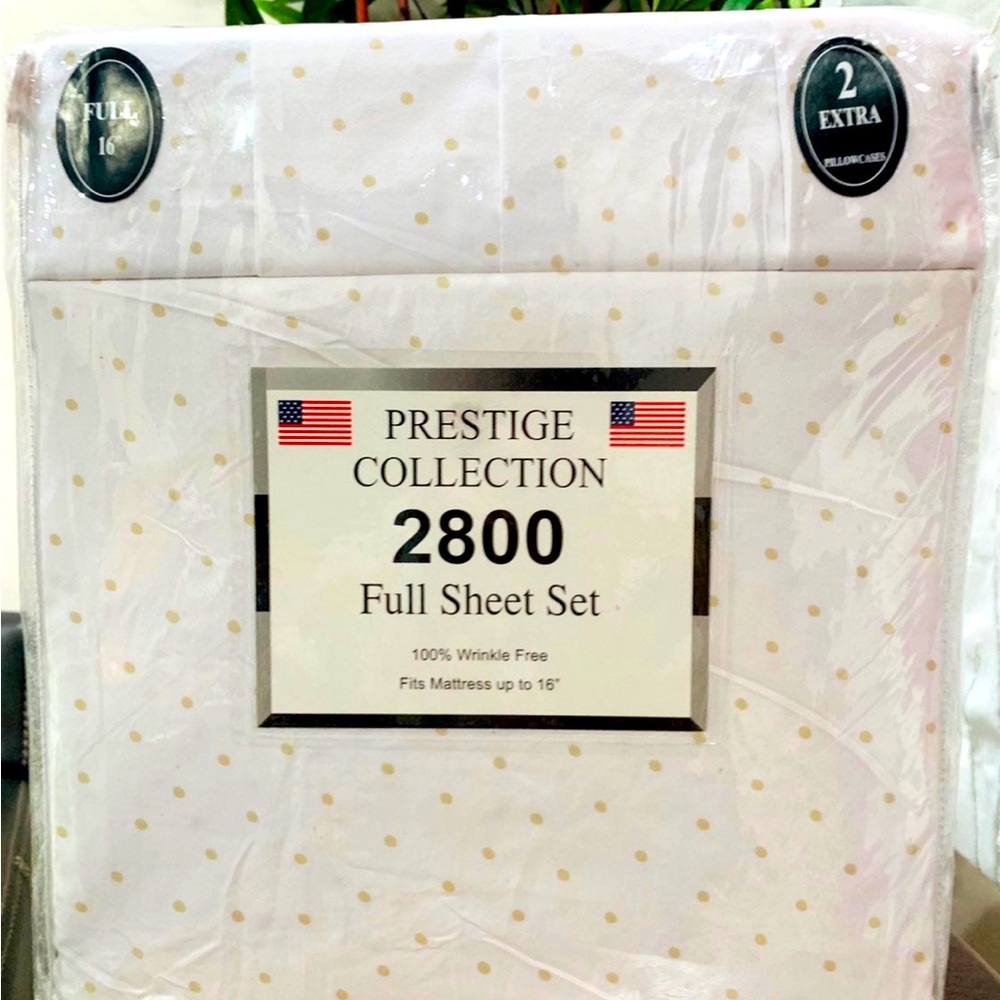 FULL
16"
2
EXTRA
PILLOWCASES
PRESTIGE
COLLECTION
2800
Full Sheet Set
100% Wrinkle Free
Fits Mattress up to 16"